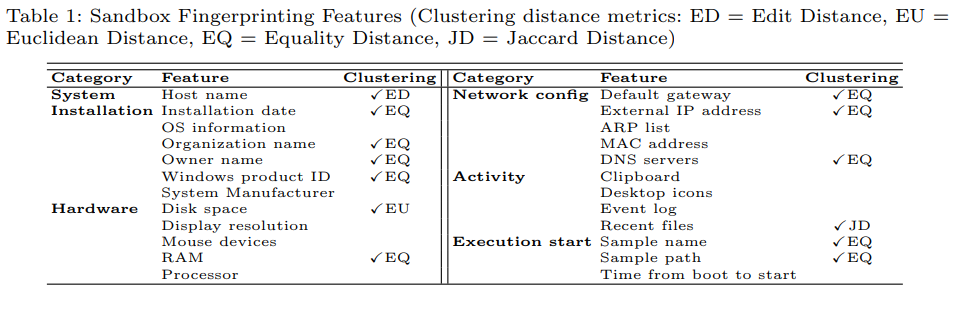 Table 1: Sandbox Fingerprinting Features (Clustering distance metrics: ED = Edit Distance, EU =
Euclidean Distance, EQ = Equality Distance, JD = Jaccard Distance)
Category Feature Clustering Category Feature Clustering
System Host name ✓ED Network config Default gateway ✓EQ
Installation Installation date ✓EQ External IP address ✓EQ
OS information ARP list
Organization name ✓EQ MAC address
Owner name ✓EQ DNS servers ✓EQ
Windows product ID ✓EQ Activity Clipboard
System Manufacturer Desktop icons
Hardware Disk space ✓EU Event log
Display resolution Recent files ✓JD
Mouse devices Execution start Sample name ✓EQ
RAM ✓EQ Sample path ✓EQ
Processor Time from boot to start